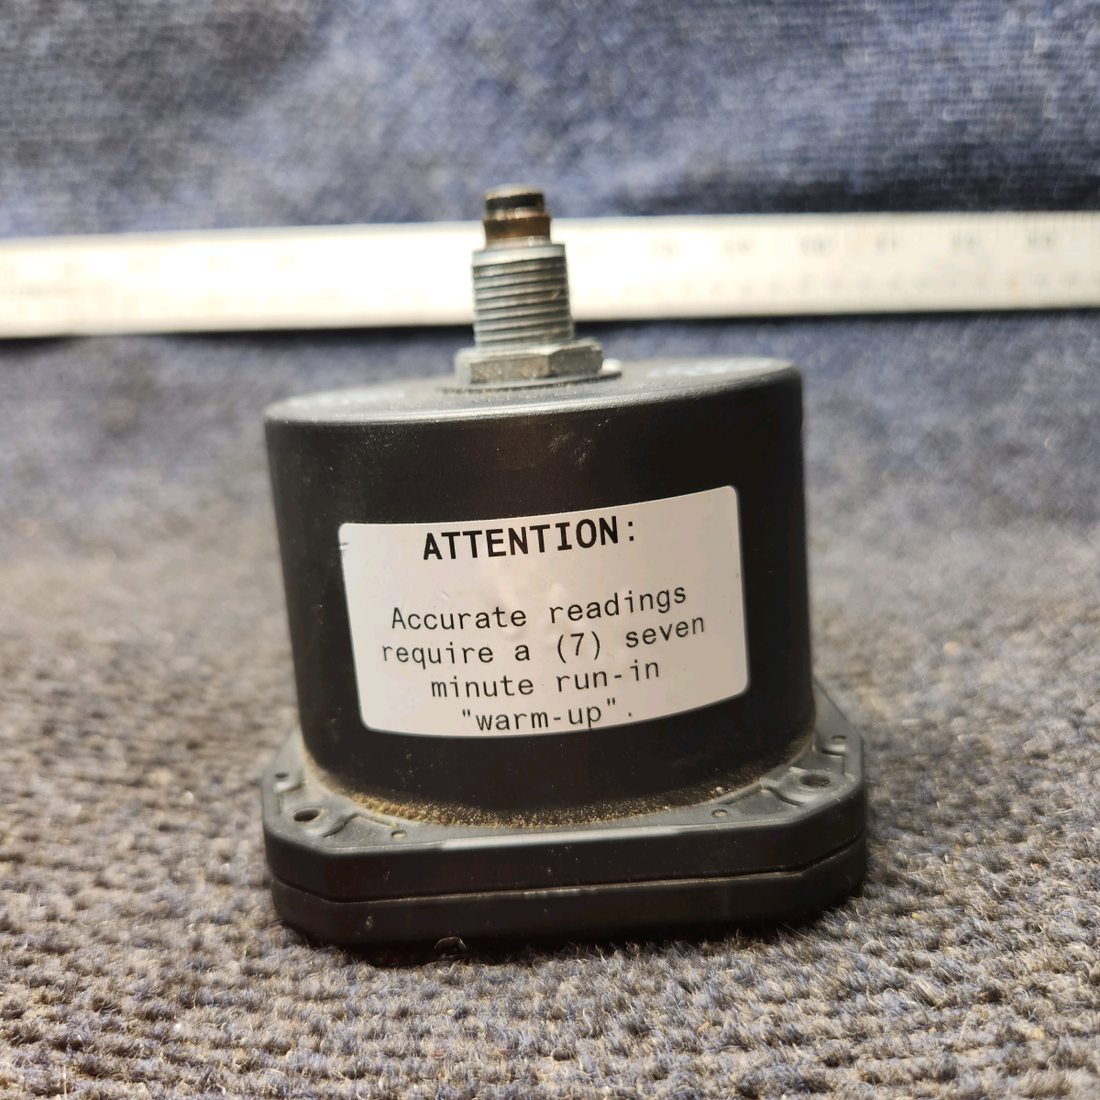 ATTENTION:
Accurate readings
require a (7) seven
minute run-in
"warm-up".